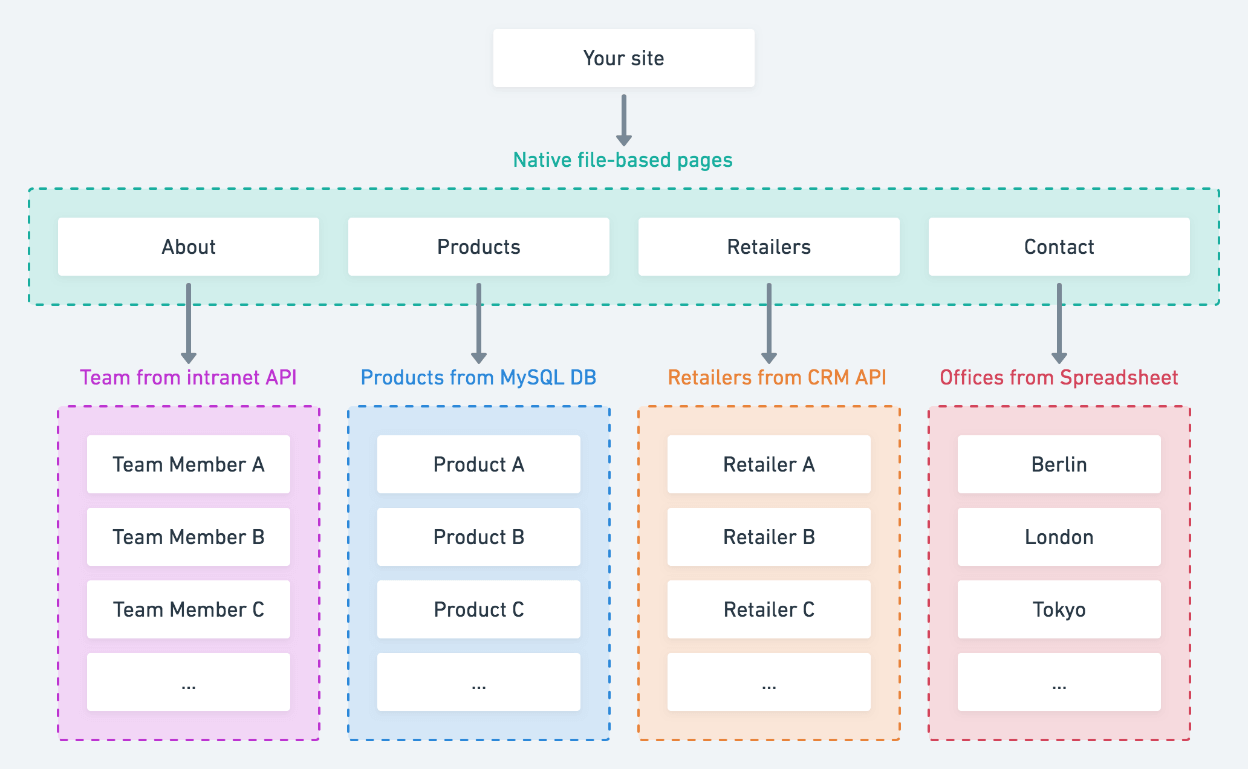 Your site
Native file-based pages
About
Products
Retailers
Contact
Team from intranet API
Products from MySQL DB
Retailers from CRM API
Offices from Spreadsheet
Team Member A
Product A
Retailer A
Berlin
Team Member B
Product B
Retailer B
London
Team Member C
Product C
Retailer C
Tokyo
...
...
...
...